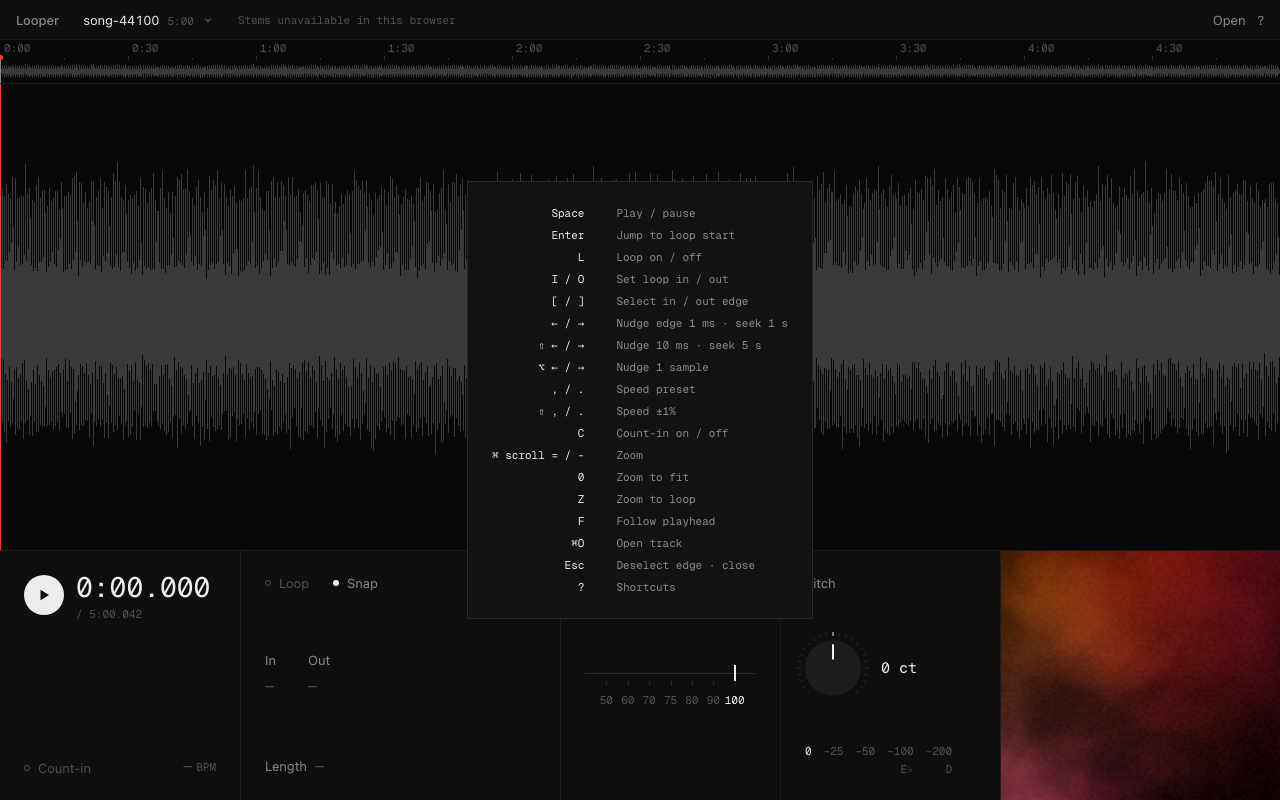 Looper song-44100 5:00 Stems unavailable in this browser Open ?
0:00 0:30 1:00 1:30 2:00 2:30 3:00 3:30 4:00 4:30
Space Play / pause
Enter Jump to loop start
L Loop on / off
I / O Set loop in / out
[ / ] Select in / out edge
← / → Nudge edge 1 ms · seek 1 s
⇧ ← / → Nudge 10 ms · seek 5 s
⌥ ← / → Nudge 1 sample
, / . Speed preset
⇧ , / . Speed ±1%
C Count-in on / off
⌘ scroll = / - Zoom
0 Zoom to fit
Z Zoom to loop
F Follow playhead
⌘O Open track
Esc Deselect edge · close
? Shortcuts
0:00.000
/ 5:00.042
Count-in — BPM
Loop Snap
In Out
— —
Length —
50 60 70 75 80 90 100
itch
0 ct
0 −25 −50 −100 −200
E♭ D